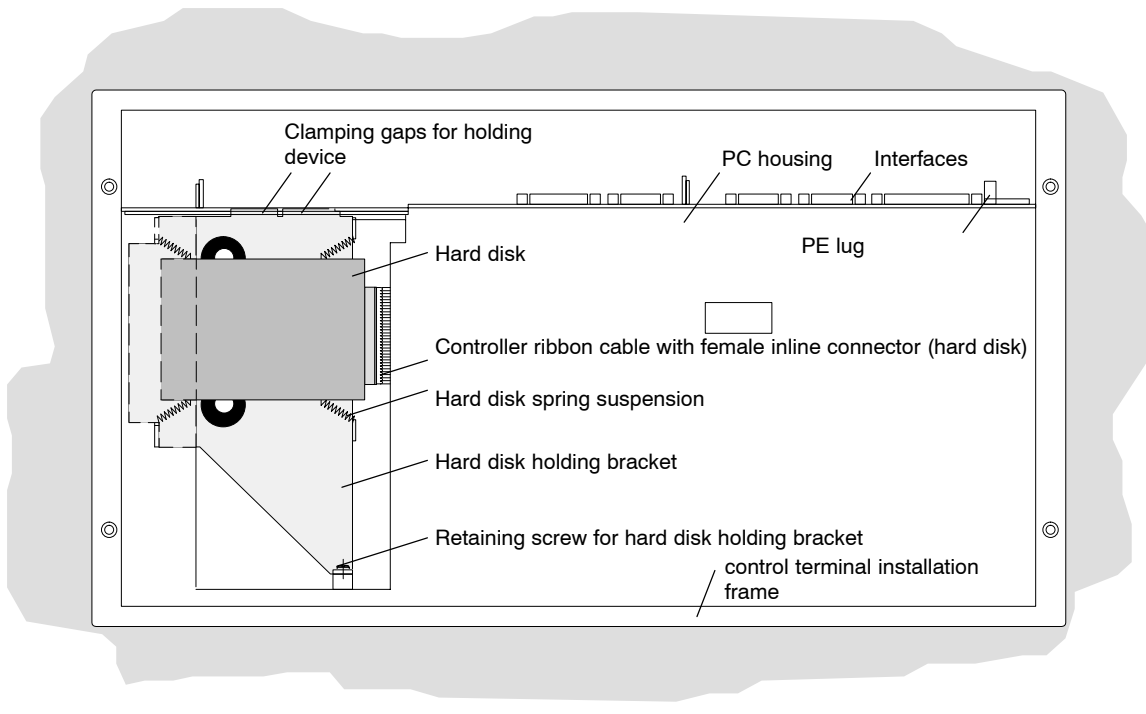 Clamping gaps for holding
device
PC housing
Interfaces
PE lug
Hard disk
Controller ribbon cable with female inline connector (hard disk)
Hard disk spring suspension
Hard disk holding bracket
Retaining screw for hard disk holding bracket
control terminal installation
frame